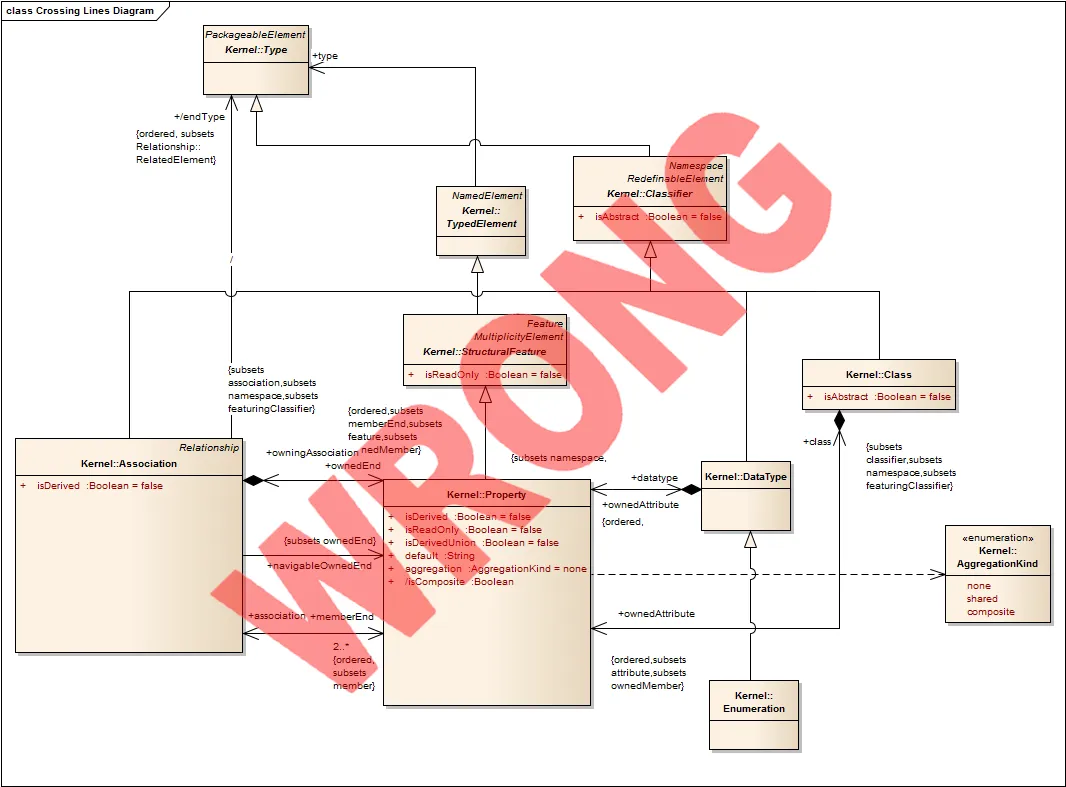 class Crossing Lines Diagram
PackageableElement
Kernel::Type
+type
+/endType
{ordered, subsets
Relationship::
RelatedElement}
Namespace
RedefinableElement
Kernel::Classifier
+ isAbstract :Boolean = false
NamedElement
Kernel::
TypedElement
/
Feature
MultiplicityElement
Kernel::StructuralFeature
+ isReadOnly :Boolean = false
Kernel::Class
+ isAbstract :Boolean = false
{subsets
association,subsets
namespace,subsets
featuringClassifier}
{ordered,subsets
memberEnd,subsets
feature,subsets
nedMember}
+class
{subsets
classifier,subsets
namespace,subsets
featuringClassifier}
Relationship
Kernel::Association
+ isDerived :Boolean = false
+owningAssociation
+ownedEnd
{subsets namespace,
+datatype
+ownedAttribute
{ordered,
Kernel::DataType
Kernel::Property
+ isDerived :Boolean = false
+ isReadOnly :Boolean = false
+ isDerivedUnion :Boolean = false
+ default :String
+ aggregation :AggregationKind = none
+ /isComposite :Boolean
{subsets ownedEnd}
+navigableOwnedEnd
«enumeration»
Kernel::
AggregationKind
none
shared
composite
+association +memberEnd
2..*
{ordered,
subsets
member}
+ownedAttribute
{ordered,subsets
attribute,subsets
ownedMember}
Kernel::
Enumeration
WRONG